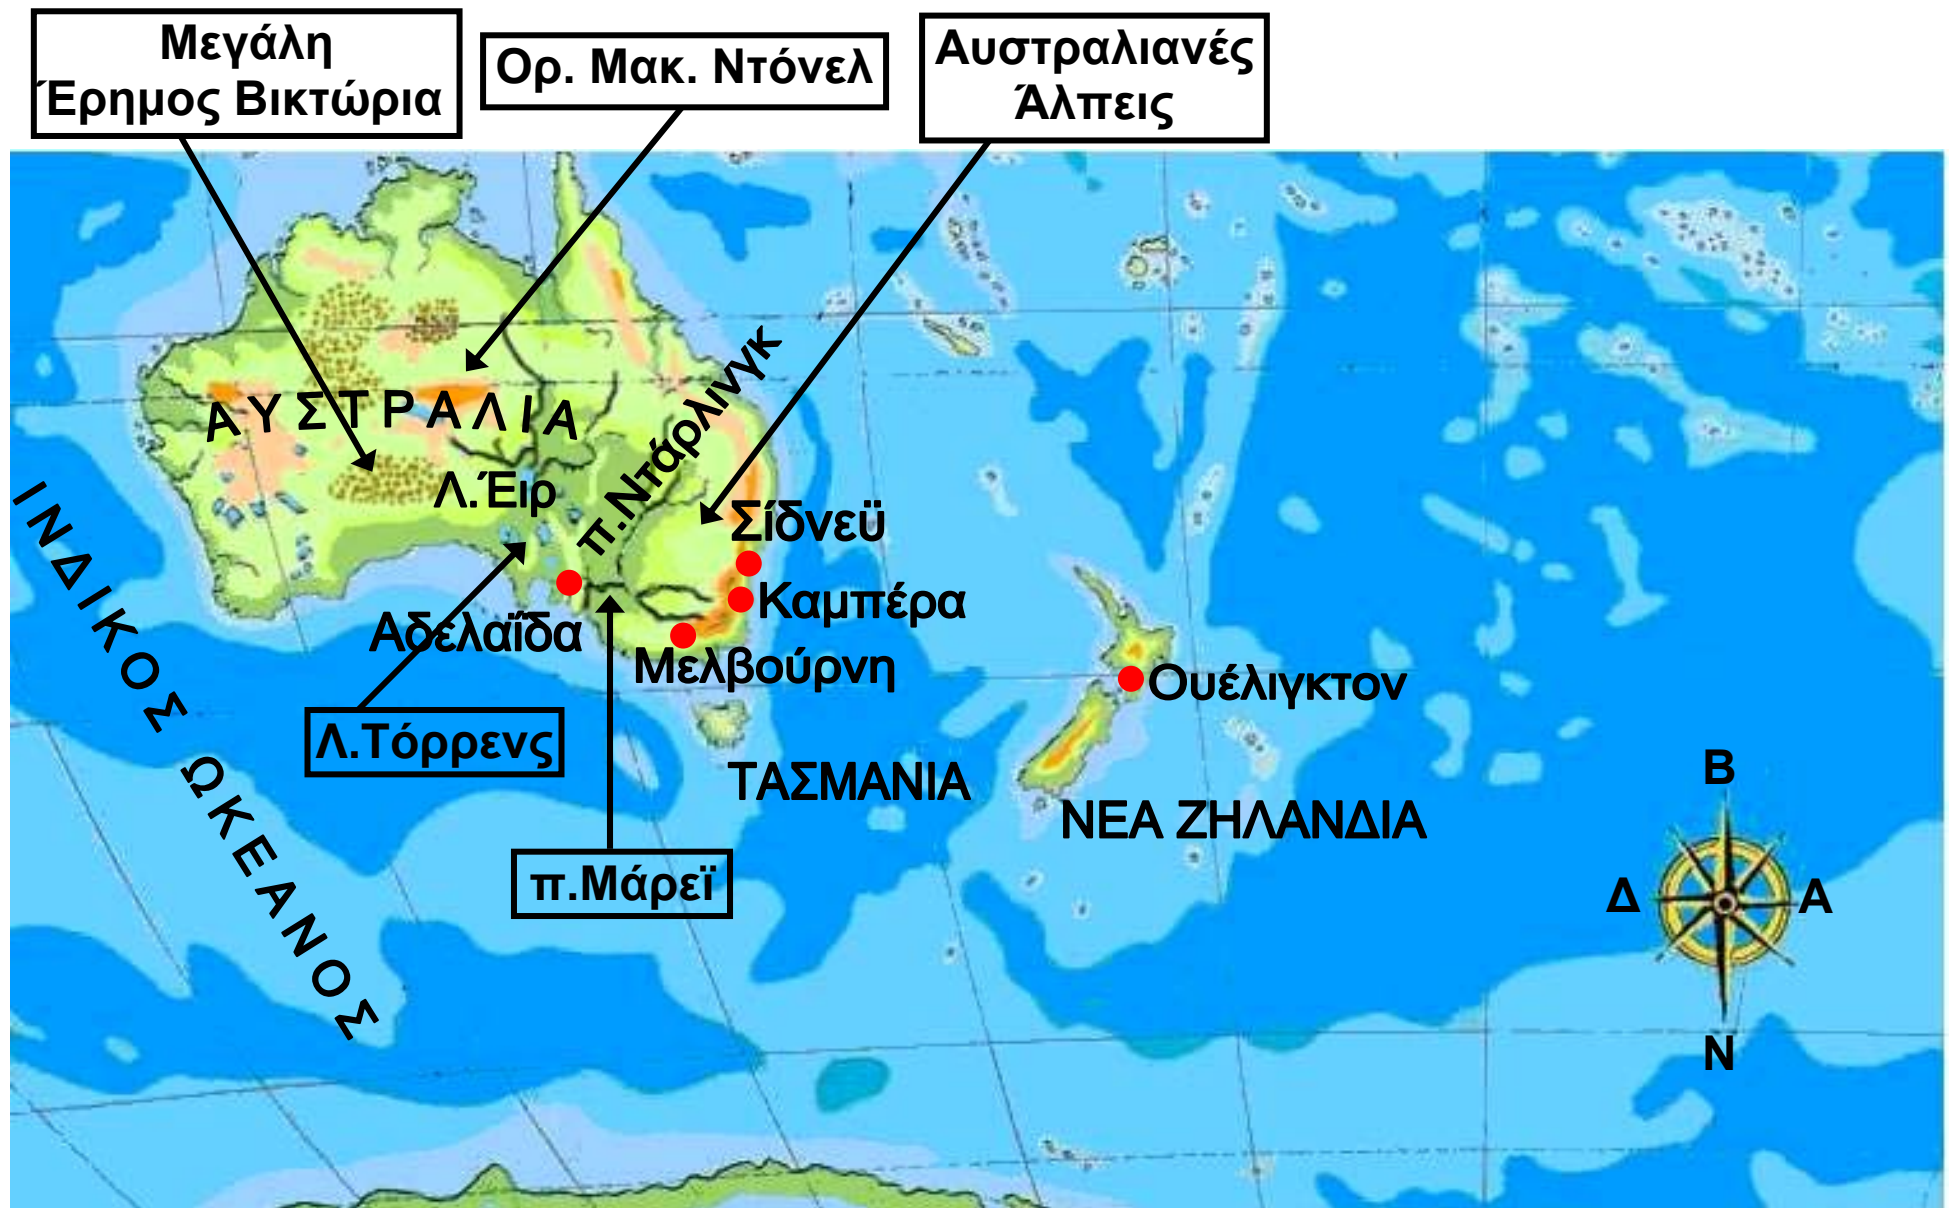 Μεγάλη
Έρημος Βικτώρια
Ορ. Μακ. Ντόνελ
Αυστραλιανές
Άλπεις
ΑΥΣΤΡΑΛΙΑ
π.Ντάρλινγκ
Λ.Έιρ
Σίδνεϋ
Καμπέρα
Αδελαΐδα
Μελβούρνη
Ουέλιγκτον
Λ.Τόρρενς
ΤΑΣΜΑΝΙΑ
ΝΕΑ ΖΗΛΑΝΔΙΑ
π.Μάρεϊ
ΙΝΔΙΚΟΣ ΩΚΕΑΝΟΣ
Β
Δ
Α
Ν